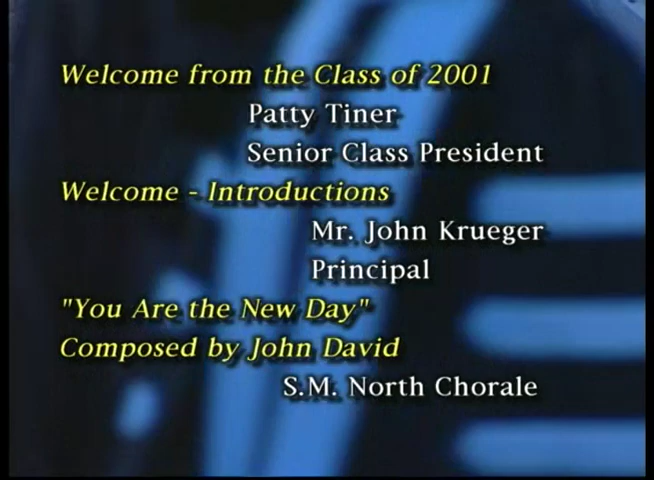 Welcome from the Class of 2001
Patty Tiner
Senior Class President
Welcome - Introductions
Mr. John Krueger
Principal
"You Are the New Day"
Composed by John David
S.M. North Chorale